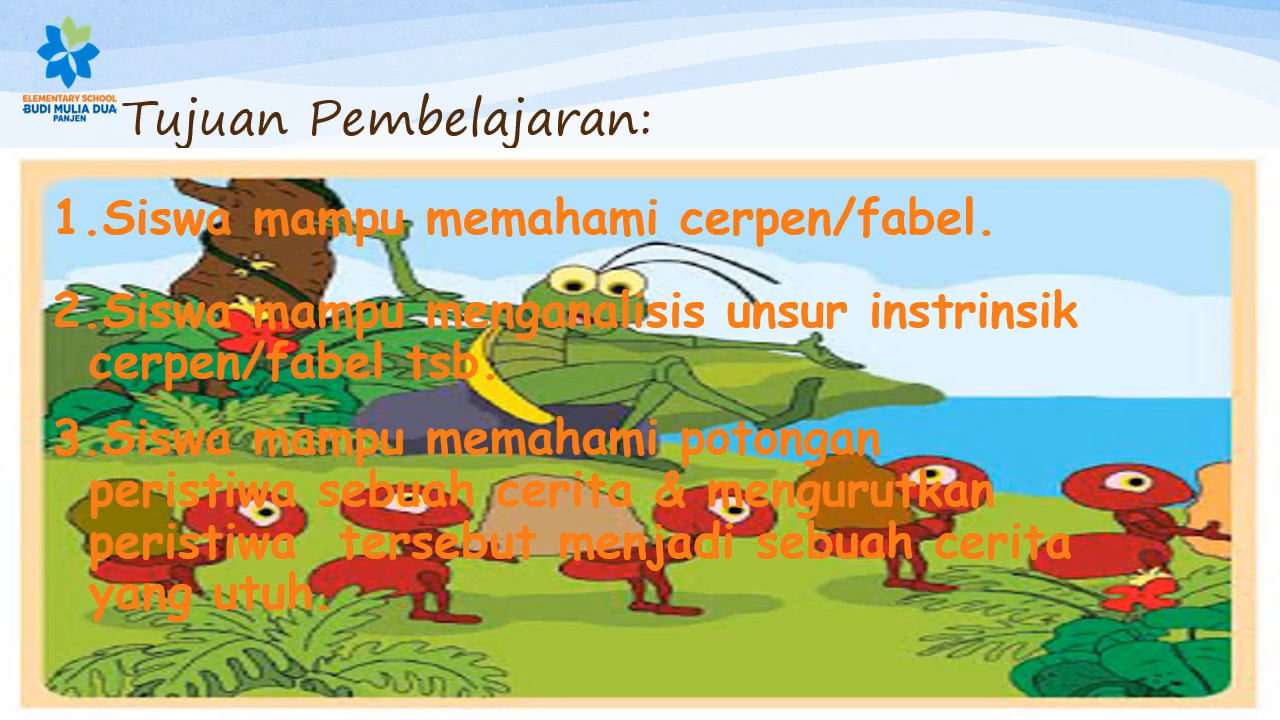 ELEMENTARY SCHOOL
BUDI MULIA DUA
PANJEN
Tujuan Pembelajaran:
1.Siswa mampu memahami cerpen/fabel.
2.Siswa mampu menganalisis unsur instrinsik
cerpen/fabel tsb.
3.Siswa mampu memahami potongan
peristiwa sebuah cerita & mengurutkan
peristiwa tersebut menjadi sebuah cerita
yang utuh.